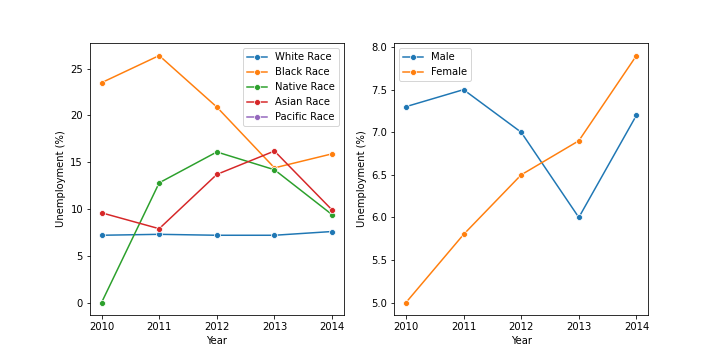 25
20
15
10
5
0
Unemployment (%)
2010 2011 2012 2013 2014
Year
White Race
Black Race
Native Race
Asian Race
Pacific Race
8.0
7.5
7.0
6.5
6.0
5.5
5.0
Unemployment (%)
2010 2011 2012 2013 2014
Year
Male
Female